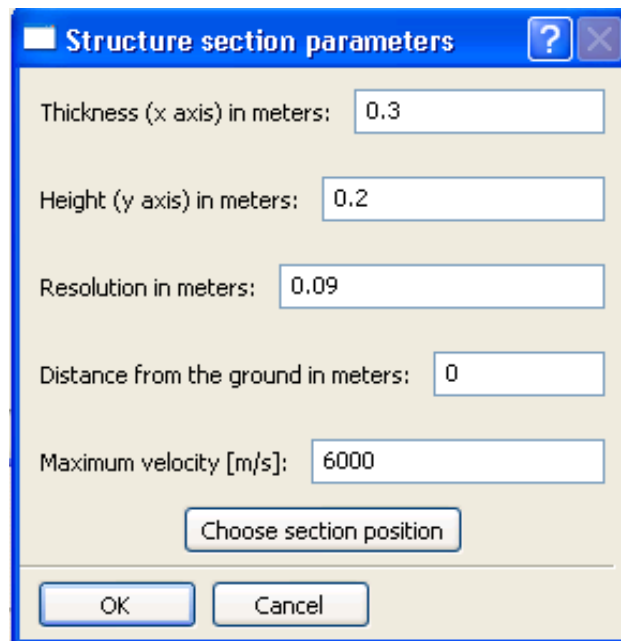 Structure section parameters ?
Thickness (x axis) in meters: 0.3
Height (y axis) in meters: 0.2
Resolution in meters: 0.09
Distance from the ground in meters: 0
Maximum velocity [m/s]: 6000
Choose section position
OK Cancel